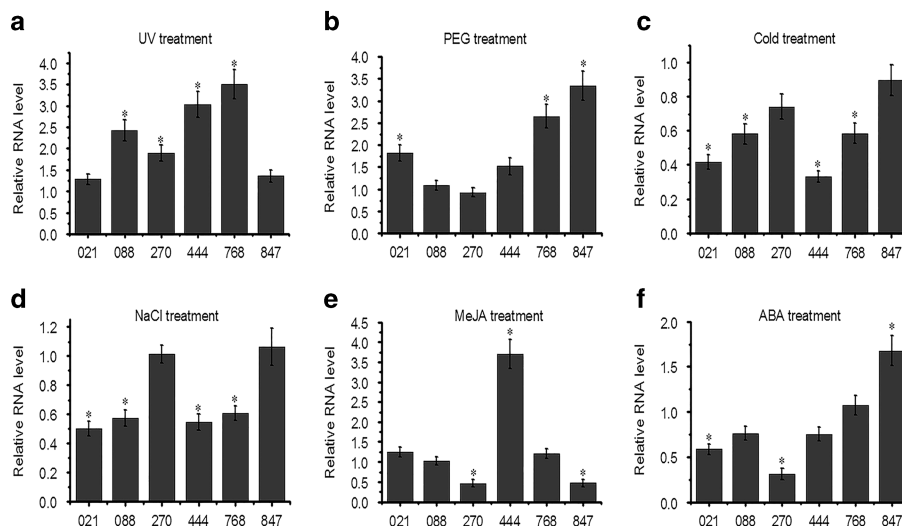 a
UV treatment
Relative RNA level
4.0
3.5
3.0
2.5
2.0
1.5
1.0
0.5
0.0
* * * *
021 088 270 444 768 847
b
PEG treatment
Relative RNA level
4.0
3.5
3.0
2.5
2.0
1.5
1.0
0.5
0.0
* * *
021 088 270 444 768 847
c
Cold treatment
Relative RNA level
1.0
0.8
0.6
0.4
0.2
0.0
* * * *
021 088 270 444 768 847
d
NaCl treatment
Relative RNA level
1.2
1.0
0.8
0.6
0.4
0.2
0.0
* * * *
021 088 270 444 768 847
e
MeJA treatment
Relative RNA level
4.5
4.0
3.5
3.0
2.5
2.0
1.5
1.0
0.5
0.0
* * *
021 088 270 444 768 847
f
ABA treatment
Relative RNA level
2.0
1.5
1.0
0.5
0.0
* * *
021 088 270 444 768 847